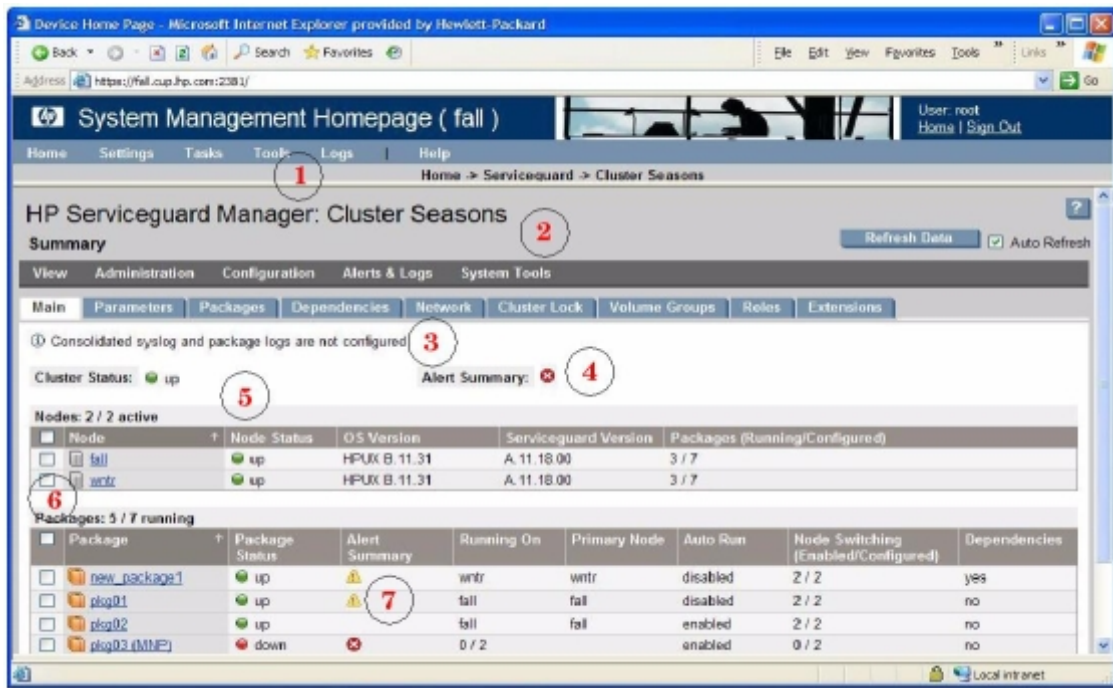 Device Home Page - Microsoft Internet Explorer provided by Hewlett-Packard
Back Search Favorites File Edit View Favorites Tools » Links »
Address https://fall.cup.hp.com:2381/ Go
hp System Management Homepage ( fall ) User: root
Home | Sign Out
Home Settings Tasks Tools Logs | Help
1
Home -> Serviceguard -> Cluster Seasons
HP Serviceguard Manager: Cluster Seasons ?
2
Summary Refresh Data Auto Refresh
View Administration Configuration Alerts & Logs System Tools
Main Parameters Packages Dependencies Network Cluster Lock Volume Groups Roles Extensions
Consolidated syslog and package logs are not configured
3
Cluster Status: up Alert Summary: 4
5
Nodes: 2 / 2 active
Node Node Status OS Version Serviceguard Version Packages (Running/Configured)
fall up HPUX B.11.31 A.11.18.00 3 / 7
wntr up HPUX B.11.31 A.11.18.00 3 / 7
6
Packages: 5 / 7 running
Package Package Status Alert Summary Running On Primary Node Auto Run Node Switching (Enabled/Configured) Dependencies
new_package1 up wntr wntr disabled 2 / 2 yes
7
pkg01 up fall fall disabled 2 / 2 no
pkg02 up fall fall enabled 2 / 2 no
pkg03 (MNP) down 0 / 2 enabled 0 / 2 no
Local intranet